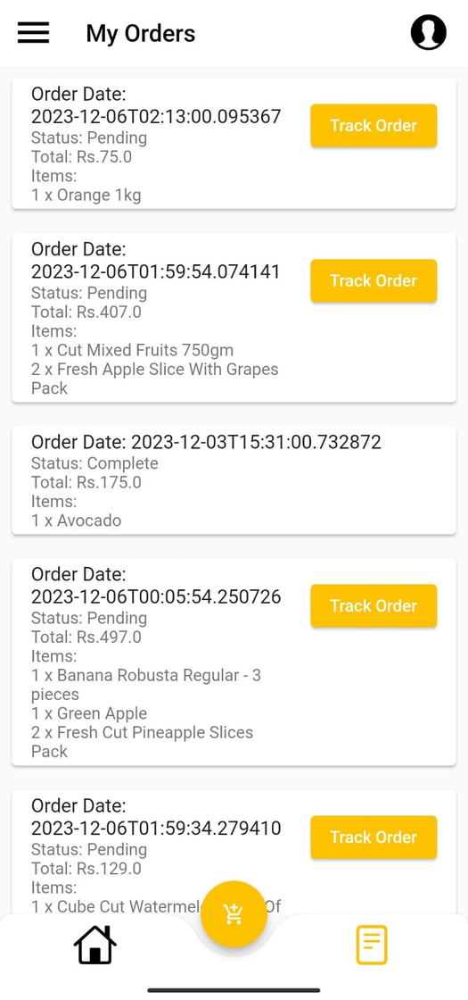 My Orders
Order Date:
2023-12-06T02:13:00.095367
Status: Pending
Total: Rs.75.0
Items:
1 x Orange 1kg
Track Order
Order Date:
2023-12-06T01:59:54.074141
Status: Pending
Total: Rs.407.0
Items:
1 x Cut Mixed Fruits 750gm
2 x Fresh Apple Slice With Grapes
Pack
Track Order
Order Date: 2023-12-03T15:31:00.732872
Status: Complete
Total: Rs.175.0
Items:
1 x Avocado
Order Date:
2023-12-06T00:05:54.250726
Status: Pending
Total: Rs.497.0
Items:
1 x Banana Robusta Regular - 3
pieces
1 x Green Apple
2 x Fresh Cut Pineapple Slices
Pack
Track Order
Order Date:
2023-12-06T01:59:34.279410
Status: Pending
Total: Rs.129.0
Items:
1 x Cube Cut Of
Track Order